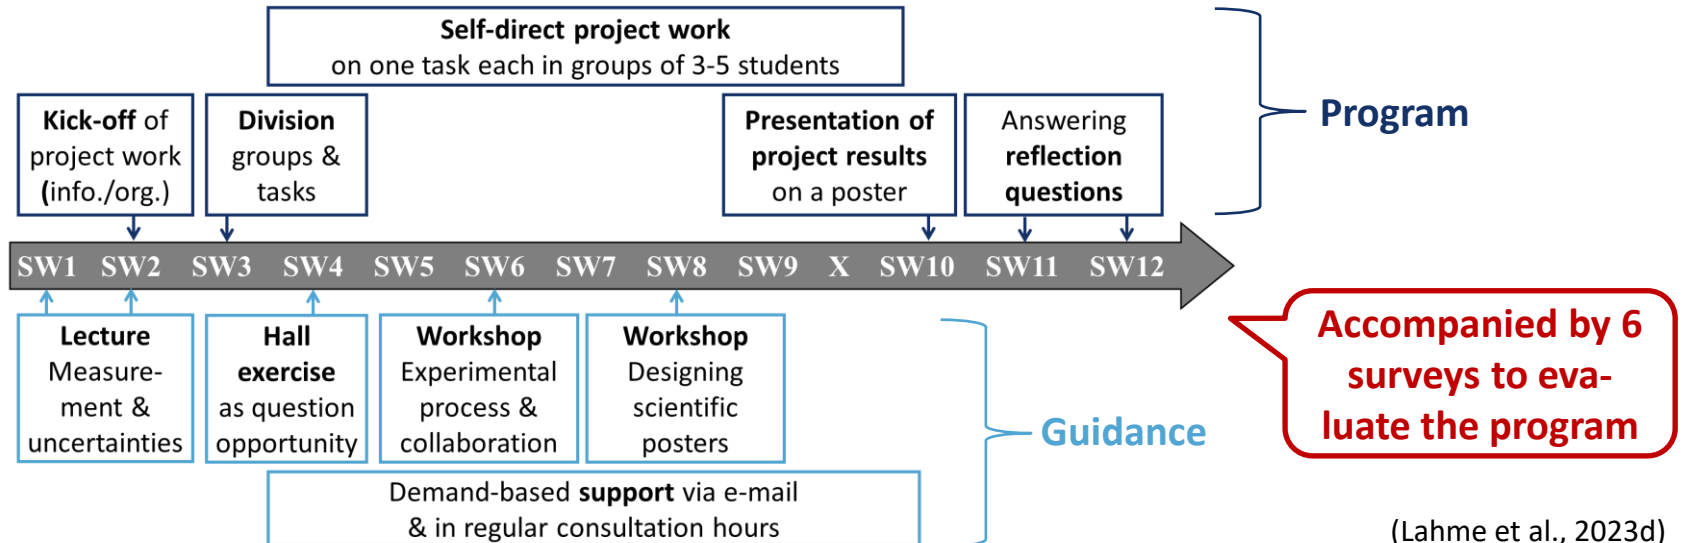 Self-direct project work
on one task each in groups of 3-5 students
Kick-off of
project work
(info./org.)
Division
groups &
tasks
Presentation of
project results
on a poster
Answering
reflection
questions
Program
SW1 SW2 SW3 SW4 SW5 SW6 SW7 SW8 SW9 X SW10 SW11 SW12
Lecture
Measure-
ment &
uncertainties
Hall
exercise
as question
opportunity
Workshop
Experimental
process &
collaboration
Workshop
Designing
scientific
posters
Guidance
Demand-based support via e-mail
& in regular consultation hours
Accompanied by 6
surveys to eva-
luate the program
(Lahme et al., 2023d)